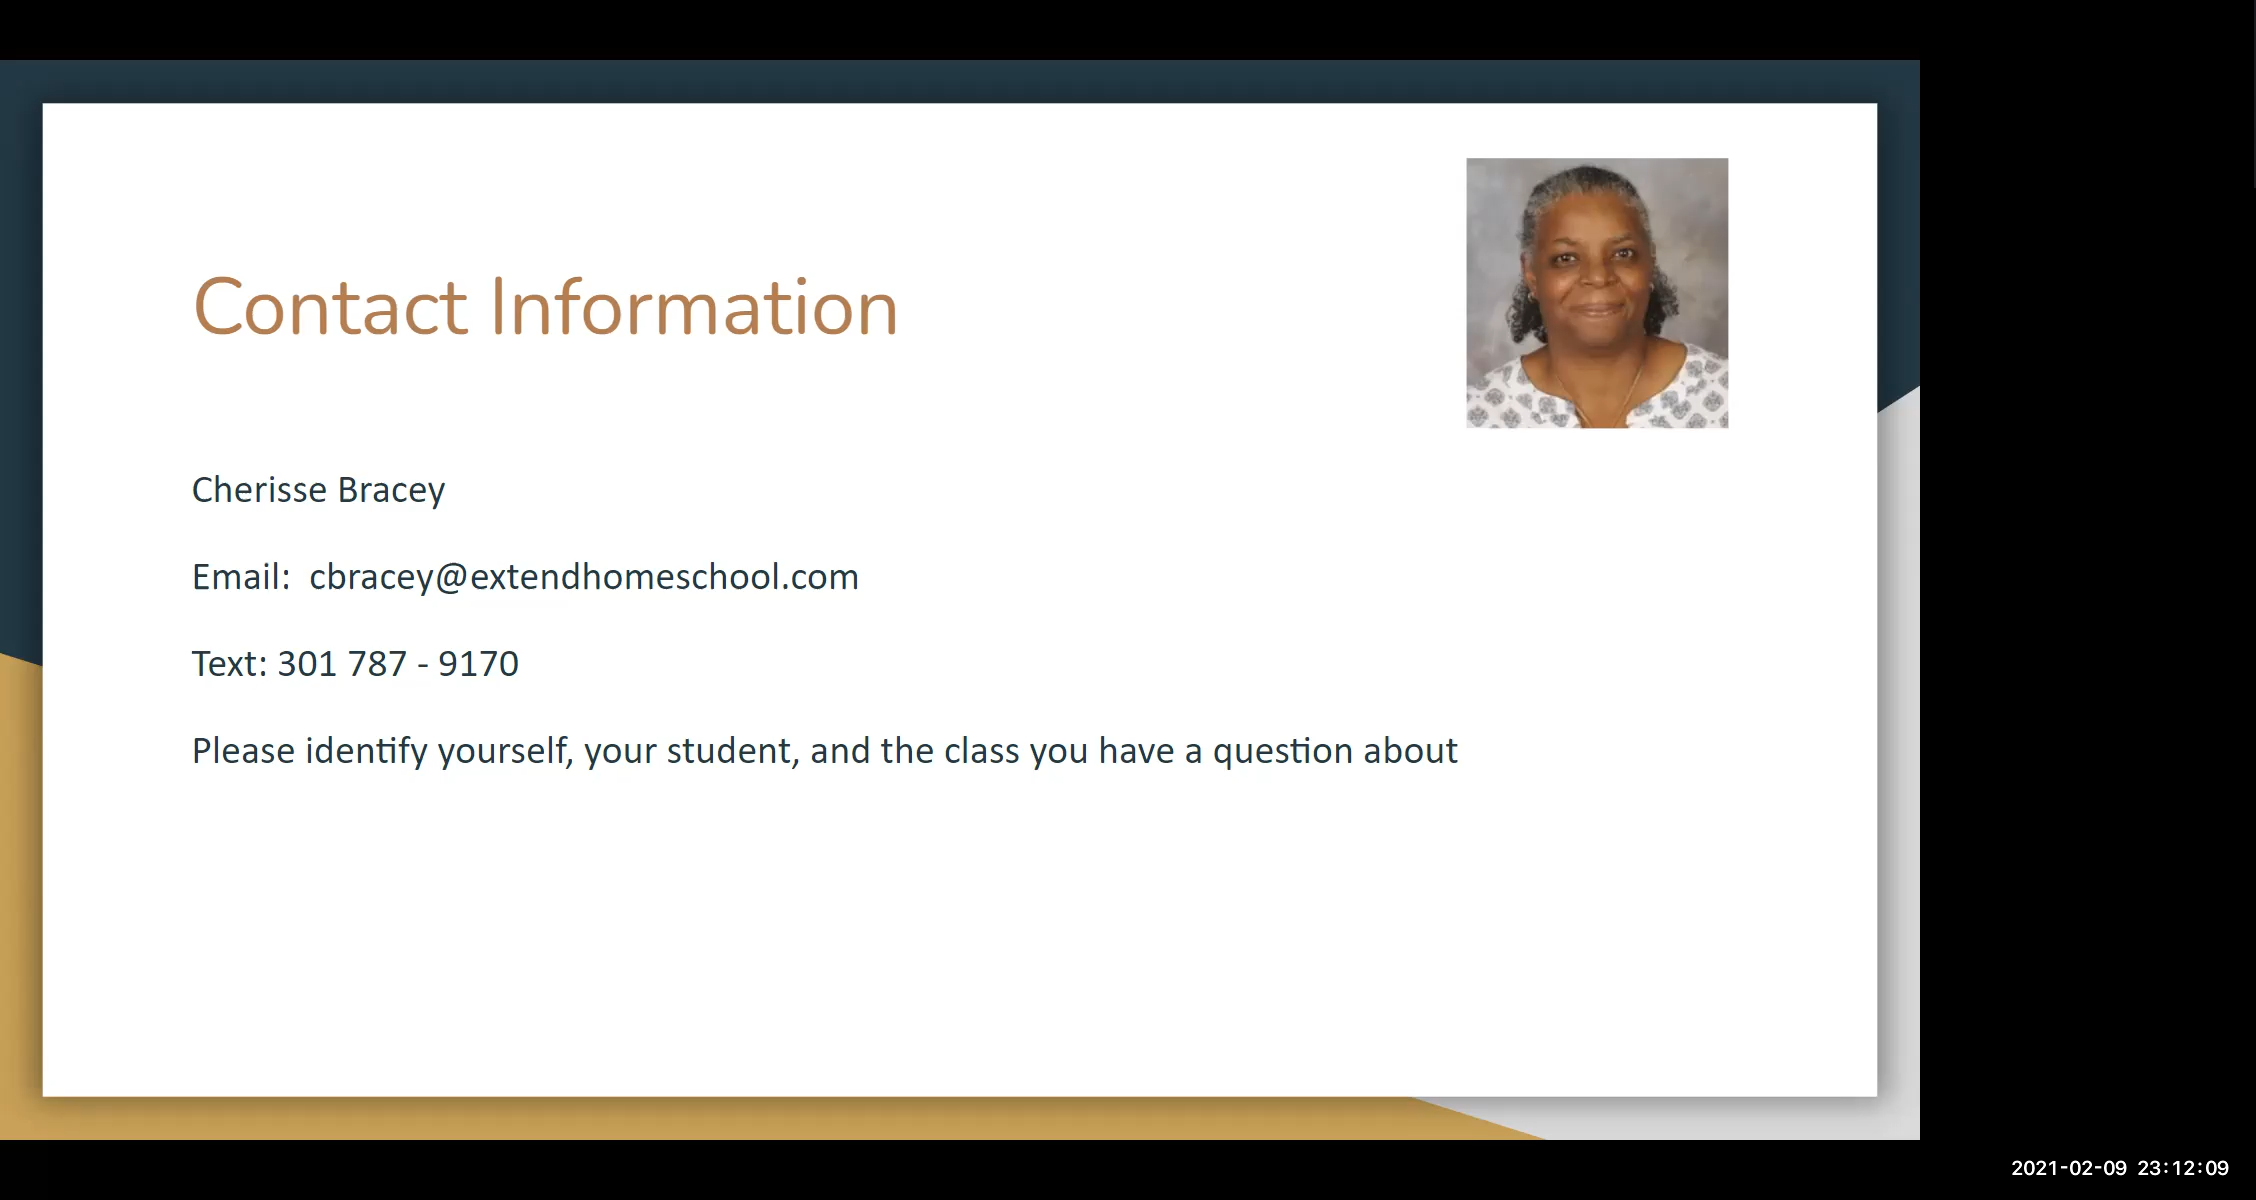 Contact Information
Cherisse Bracey
Email:  cbracey@extendhomeschool.com
Text: 301 787 - 9170
Please identify yourself, your student, and the class you have a question about
2021-02-09 23:12:09